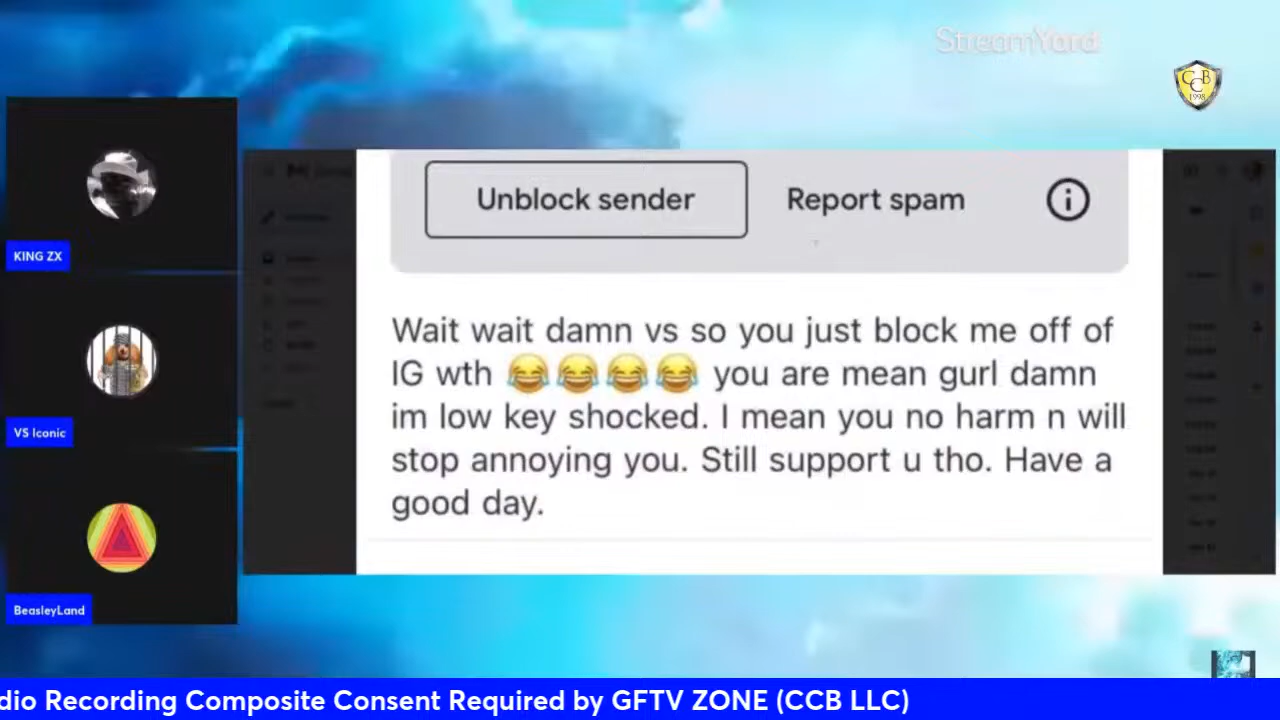 StreamYard
CCB
1998
KING ZX
Unblock sender
Report spam
Wait wait damn vs so you just block me off of
IG wth 😂😂😂😂 you are mean gurl damn
im low key shocked. I mean you no harm n will
stop annoying you. Still support u tho. Have a
good day.
VS Iconic
BeasleyLand
dio Recording Composite Consent Required by GFTV ZONE (CCB LLC)